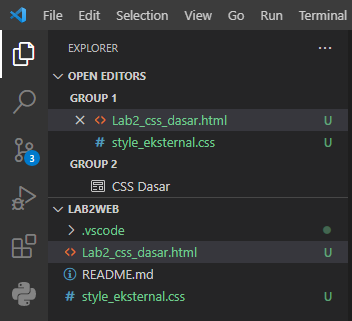 File Edit Selection View Go Run Terminal
EXPLORER ...
OPEN EDITORS
GROUP 1
Lab2_css_dasar.html U
# style_eksternal.css U
GROUP 2
CSS Dasar
LAB2WEB
.vscode
Lab2_css_dasar.html U
README.md
3
# style_eksternal.css U